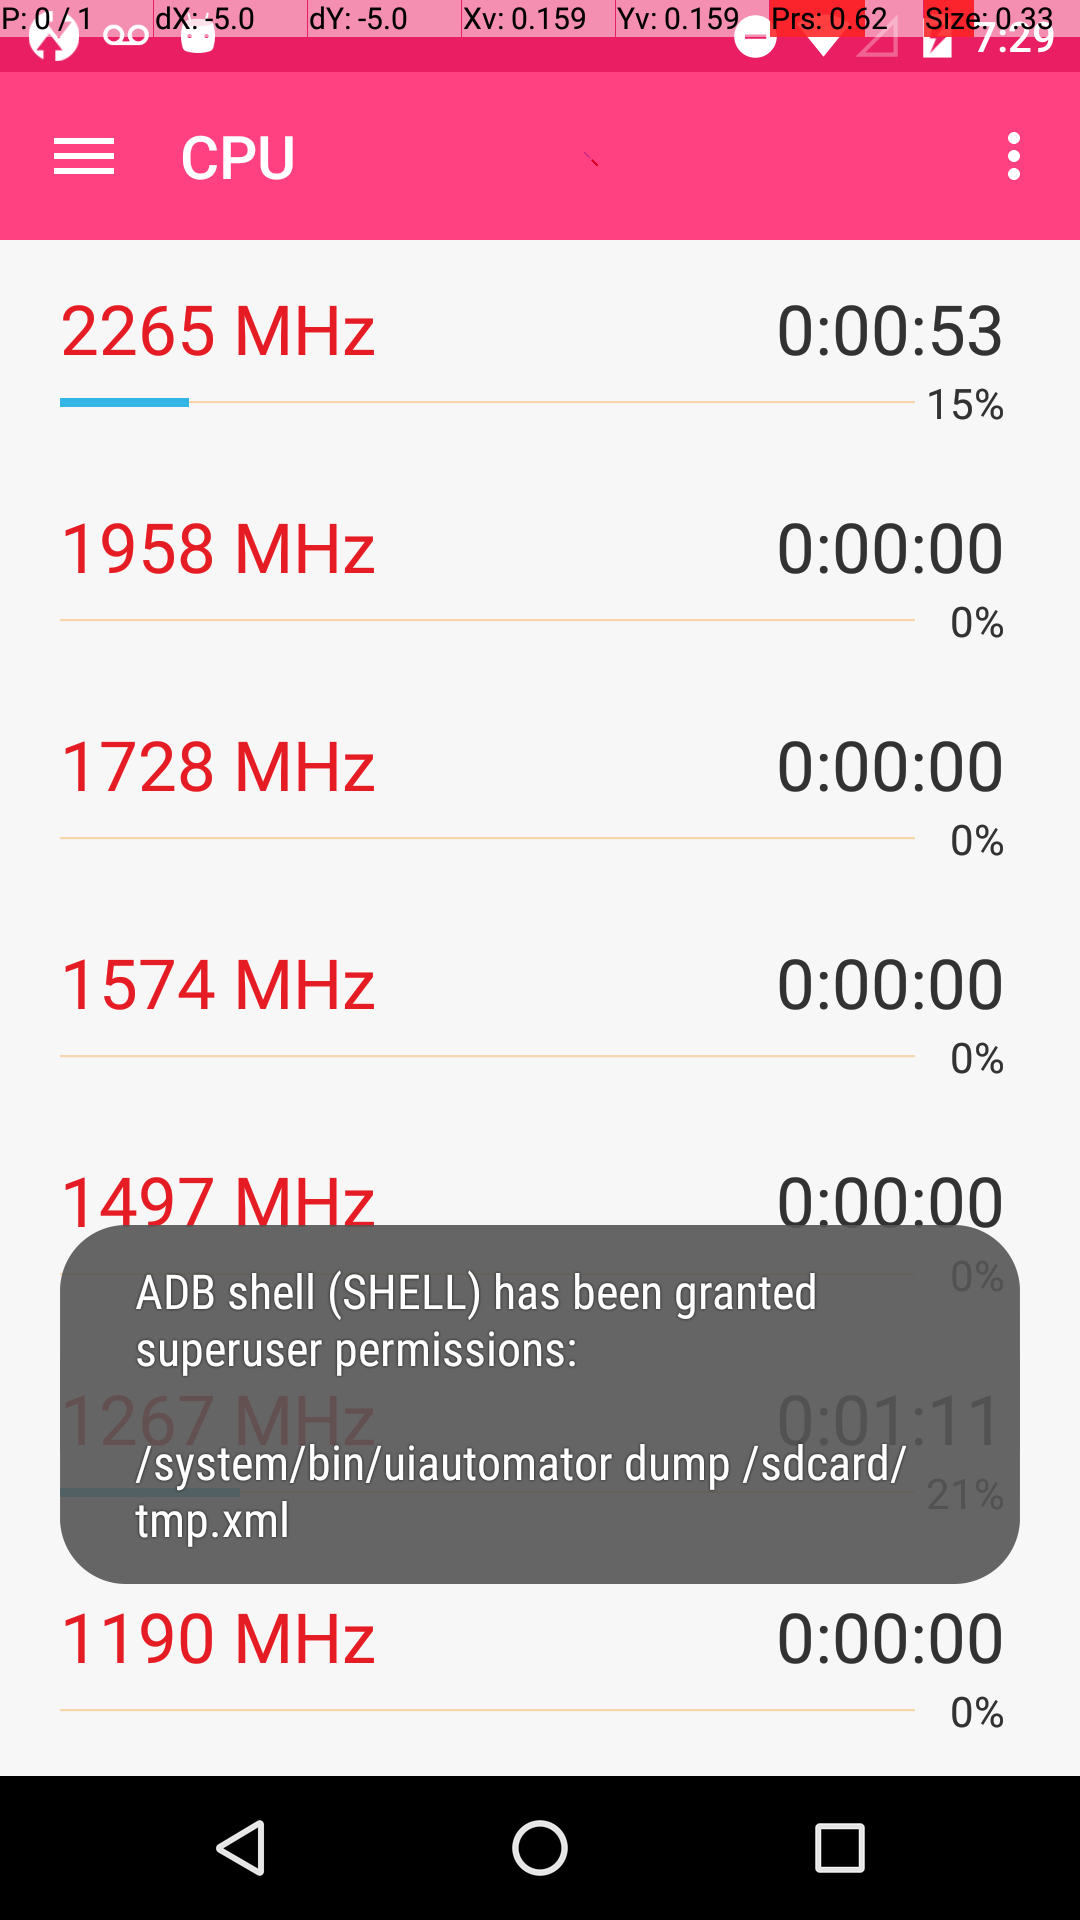 P: 0 / 1 dX: -5.0 dY: -5.0 Xv: 0.159 Yv: 0.159 Prs: 0.62 Size: 0.33
7:29
CPU
2265 MHz 0:00:53
15%
1958 MHz 0:00:00
0%
1728 MHz 0:00:00
0%
1574 MHz 0:00:00
0%
1497 MHz 0:00:00
0%
ADB shell (SHELL) has been granted
superuser permissions:
1267 MHz 0:01:11
/system/bin/uiautomator dump /sdcard/
21%
tmp.xml
1190 MHz 0:00:00
0%